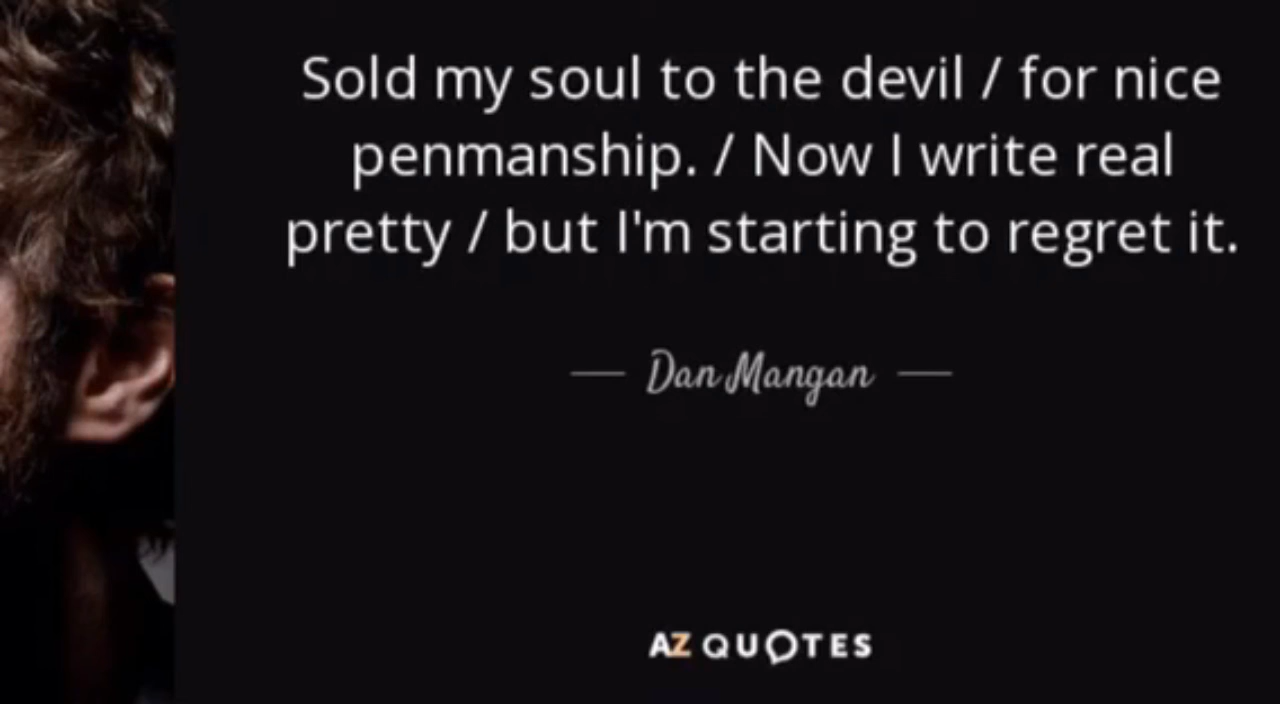 Sold my soul to the devil / for nice
penmanship. / Now I write real
pretty / but I'm starting to regret it.
Dan Mangan
AZ QUOTES